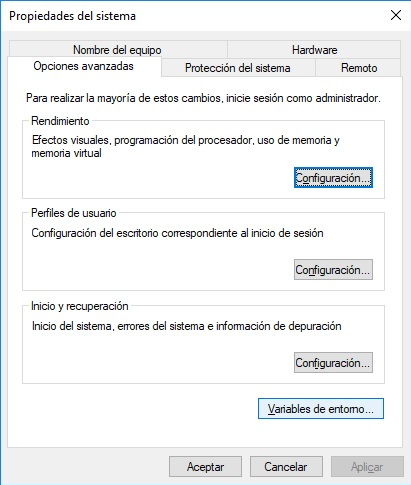 Propiedades del sistema
Nombre del equipo Hardware
Opciones avanzadas Protección del sistema Remoto
Para realizar la mayoría de estos cambios, inicie sesión como administrador.
Rendimiento
Efectos visuales, programación del procesador, uso de memoria y
memoria virtual
Configuración...
Perfiles de usuario
Configuración del escritorio correspondiente al inicio de sesión
Configuración...
Inicio y recuperación
Inicio del sistema, errores del sistema e información de depuración
Configuración...
Variables de entorno...
Aceptar Cancelar Aplicar